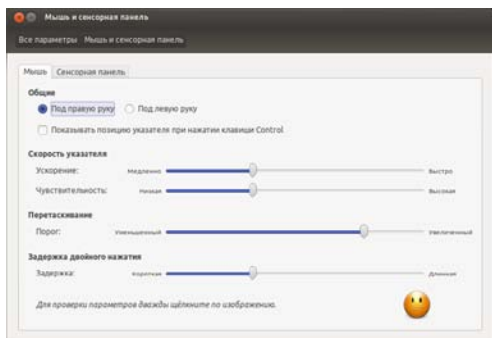 Мышь и сенсорная панель
Все параметры Мышь и сенсорная панель
Мышь Сенсорная панель
Общие
Под правую руку Под левую руку
Показывать позицию указателя при нажатии клавиши Control
Скорость указателя
Ускорение: Медленно Быстро
Чувствительность: Низкая Высокая
Перетаскивание
Порог: Уменьшенный Увеличенный
Задержка двойного нажатия
Задержка: Короткая Длинная
Для проверки параметров дважды щёлкните по изображению.